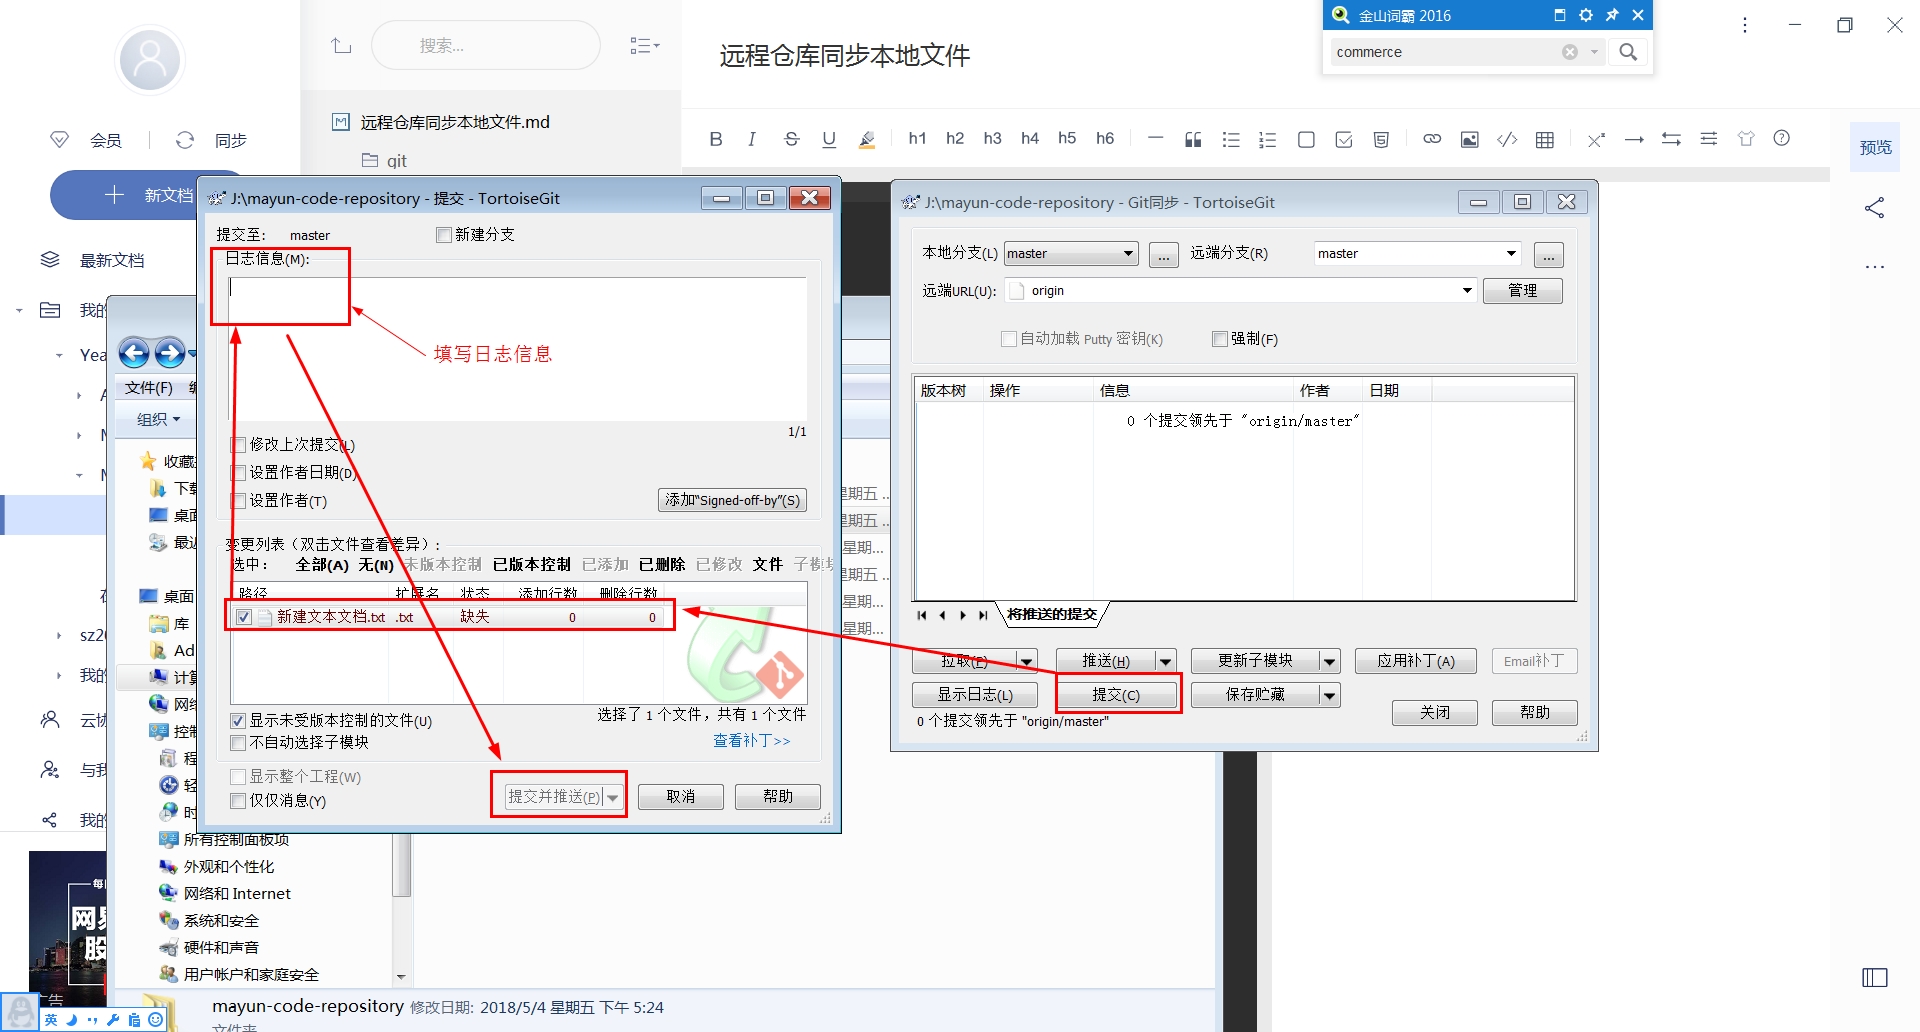 会员
同步
新文档
最新文档
我的
Yea
sz20
我的
云协
与我
我的
搜索...
远程仓库同步本地文件.md
git
远程仓库同步本地文件
金山词霸 2016
commerce
B I S U h1 h2 h3 h4 h5 h6
预览
文件(F)
组织
收藏
下载
桌面
最近
桌面
库
Ad
计算
网络
控制
程
轻
时
所有控制面板项
外观和个性化
网络和 Internet
系统和安全
硬件和声音
用户帐户和家庭安全
mayun-code-repository 修改日期: 2018/5/4 星期五 下午 5:24
文件夹
J:\mayun-code-repository - 提交 - TortoiseGit
提交至: master 新建分支
日志信息(M):
填写日志信息
1/1
修改上次提交(L)
设置作者日期(D)
设置作者(T)
添加"Signed-off-by"(S)
变更列表（双击文件查看差异）:
选中: 全部(A) 无(N) 未版本控制 已版本控制 已添加 已删除 已修改 文件 子模块
路径 扩展名 状态 添加行数 删除行数
新建文本文档.txt .txt 缺失 0 0
显示未受版本控制的文件(U)
选择了 1 个文件，共有 1 个文件
不自动选择子模块
查看补丁>>
显示整个工程(W)
仅仅消息(Y)
提交并推送(P) 取消 帮助
星期五 ...
星期五 ...
星期...
星期五 ...
星期...
星期...
J:\mayun-code-repository - Git同步 - TortoiseGit
本地分支(L) master ... 远端分支(R) master ...
远端URL(U): origin 管理
自动加载 Putty 密钥(K) 强制(F)
版本树 操作 信息 作者 日期
0 个提交领先于 "origin/master"
将推送的提交
拉取(P) 推送(H) 更新子模块 应用补丁(A) Email补丁
显示日志(L) 提交(C) 保存贮藏
关闭 帮助
0 个提交领先于 "origin/master"
网易
股
广告
英